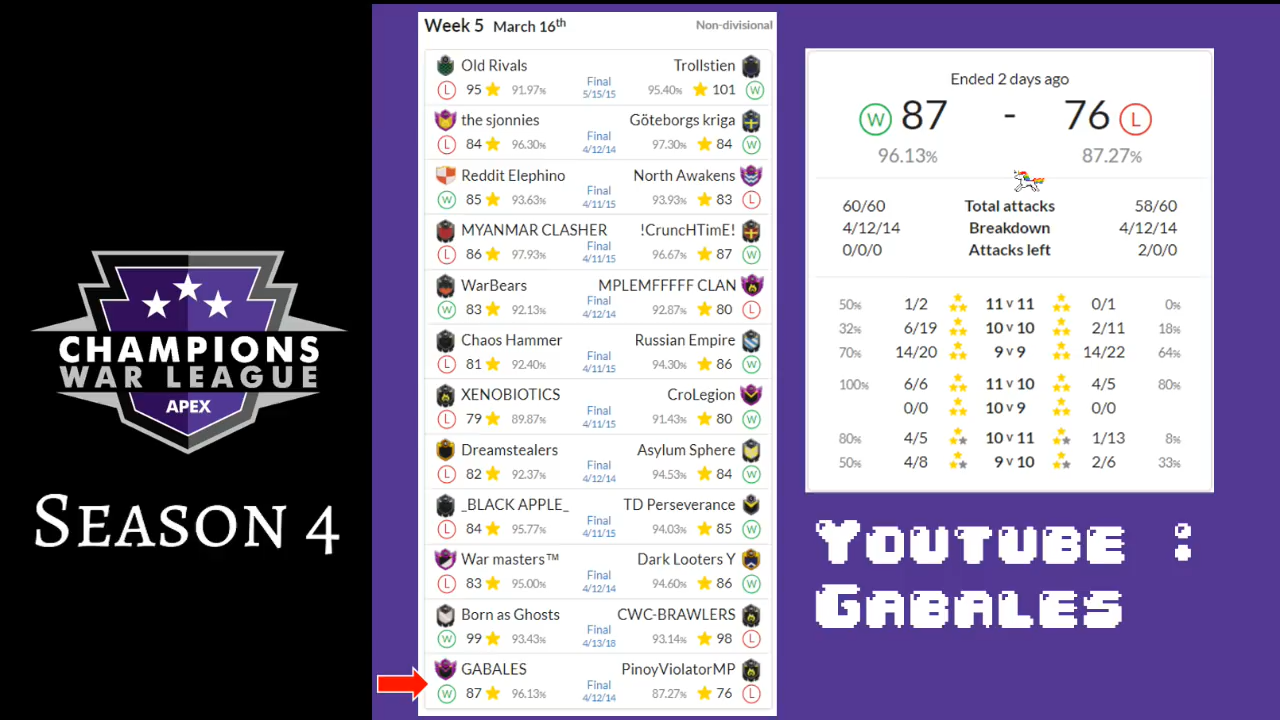 CHAMPIONS
WAR LEAGUE
APEX
SEASON 4
Week 5 March 16th
Non-divisional
Old Rivals Final Trollstien
L 95 91.97% 5/15/15 95.40% 101 W
the sjonnies Final Göteborgs kriga
L 84 96.30% 4/12/14 97.30% 84 W
Reddit Elephino Final North Awakens
W 85 93.63% 4/11/15 93.93% 83 L
MYANMAR CLASHER Final !CruncHTimE!
L 86 97.93% 4/11/15 96.67% 87 W
WarBears Final MPLEMFFFFF CLAN
W 83 92.13% 4/12/14 92.87% 80 L
Chaos Hammer Final Russian Empire
L 81 92.40% 4/11/15 94.30% 86 W
XENOBIOTICS Final CroLegion
L 79 89.87% 4/11/15 91.43% 80 W
Dreamstealers Final Asylum Sphere
L 82 92.37% 4/12/14 94.53% 84 W
_BLACK APPLE_ Final TD Perseverance
L 84 95.77% 4/11/15 94.03% 85 W
War masters™ Final Dark Looters Y
L 83 95.00% 4/12/14 94.60% 86 W
Born as Ghosts Final CWC-BRAWLERS
W 99 93.43% 4/13/18 93.14% 98 L
GABALES Final PinoyViolatorMP
W 87 96.13% 4/12/14 87.27% 76 L
Ended 2 days ago
W 87 - 76 L
96.13% 87.27%
60/60 Total attacks 58/60
4/12/14 Breakdown 4/12/14
0/0/0 Attacks left 2/0/0
50% 1/2 11 v 11 0/1 0%
32% 6/19 10 v 10 2/11 18%
70% 14/20 9 v 9 14/22 64%
100% 6/6 11 v 10 4/5 80%
0/0 10 v 9 0/0
80% 4/5 10 v 11 1/13 8%
50% 4/8 9 v 10 2/6 33%
YOUTUBE :
GABALES